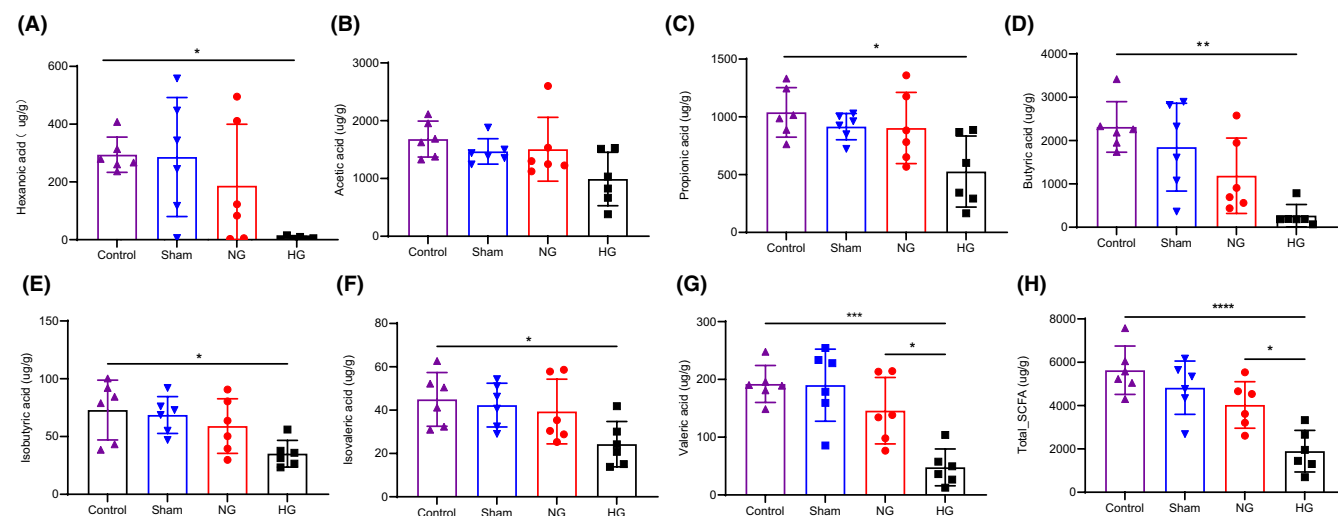 (A)
Hexanoic acid （ ug/g）
600
400
200
0
*
Control Sham NG HG
(B)
Acetic acid (ug/g)
3000
2000
1000
0
Control Sham NG HG
(C)
Propionic acid (ug/g)
1500
1000
500
0
*
Control Sham NG HG
(D)
Butyric acid (ug/g)
4000
3000
2000
1000
0
**
Control Sham NG HG
(E)
Isobutyric acid (ug/g)
150
100
50
0
*
Control Sham NG HG
(F)
Isovaleric acid (ug/g)
80
60
40
20
0
*
Control Sham NG HG
(G)
Valeric acid (ug/g)
300
200
100
0
***
*
Control Sham NG HG
(H)
Total_SCFA (ug/g)
8000
6000
4000
2000
0
****
*
Control Sham NG HG